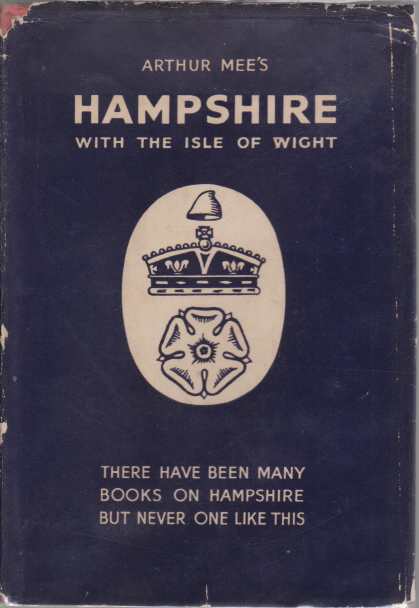 ARTHUR MEE'S
HAMPSHIRE
WITH THE ISLE OF WIGHT
THERE HAVE BEEN MANY
BOOKS ON HAMPSHIRE
BUT NEVER ONE LIKE THIS